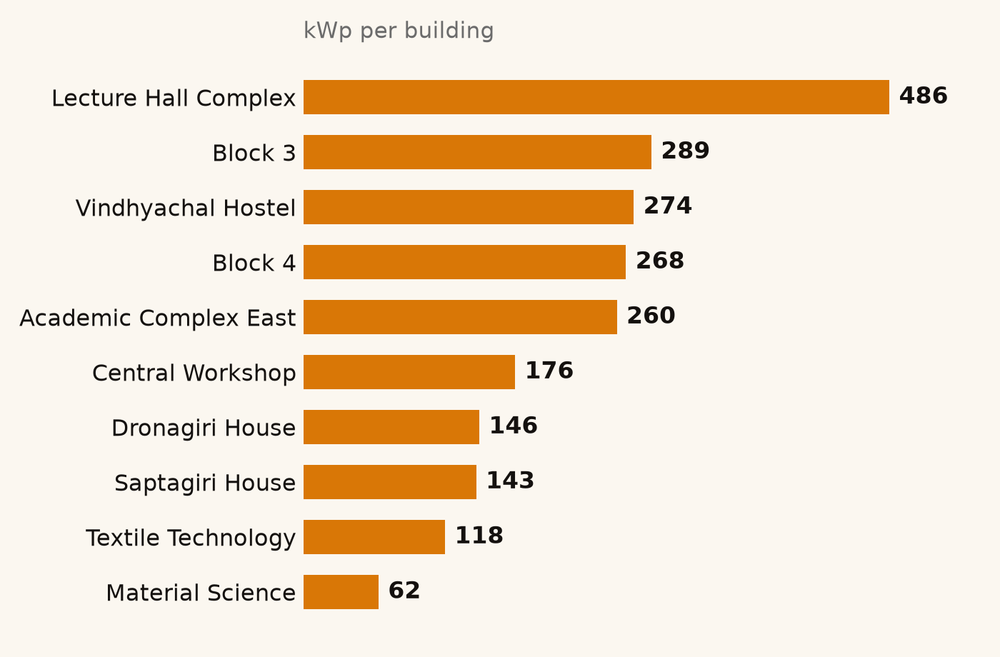 kWp per building
Lecture Hall Complex 486
Block 3 289
Vindhyachal Hostel 274
Block 4 268
Academic Complex East 260
Central Workshop 176
Dronagiri House 146
Saptagiri House 143
Textile Technology 118
Material Science 62